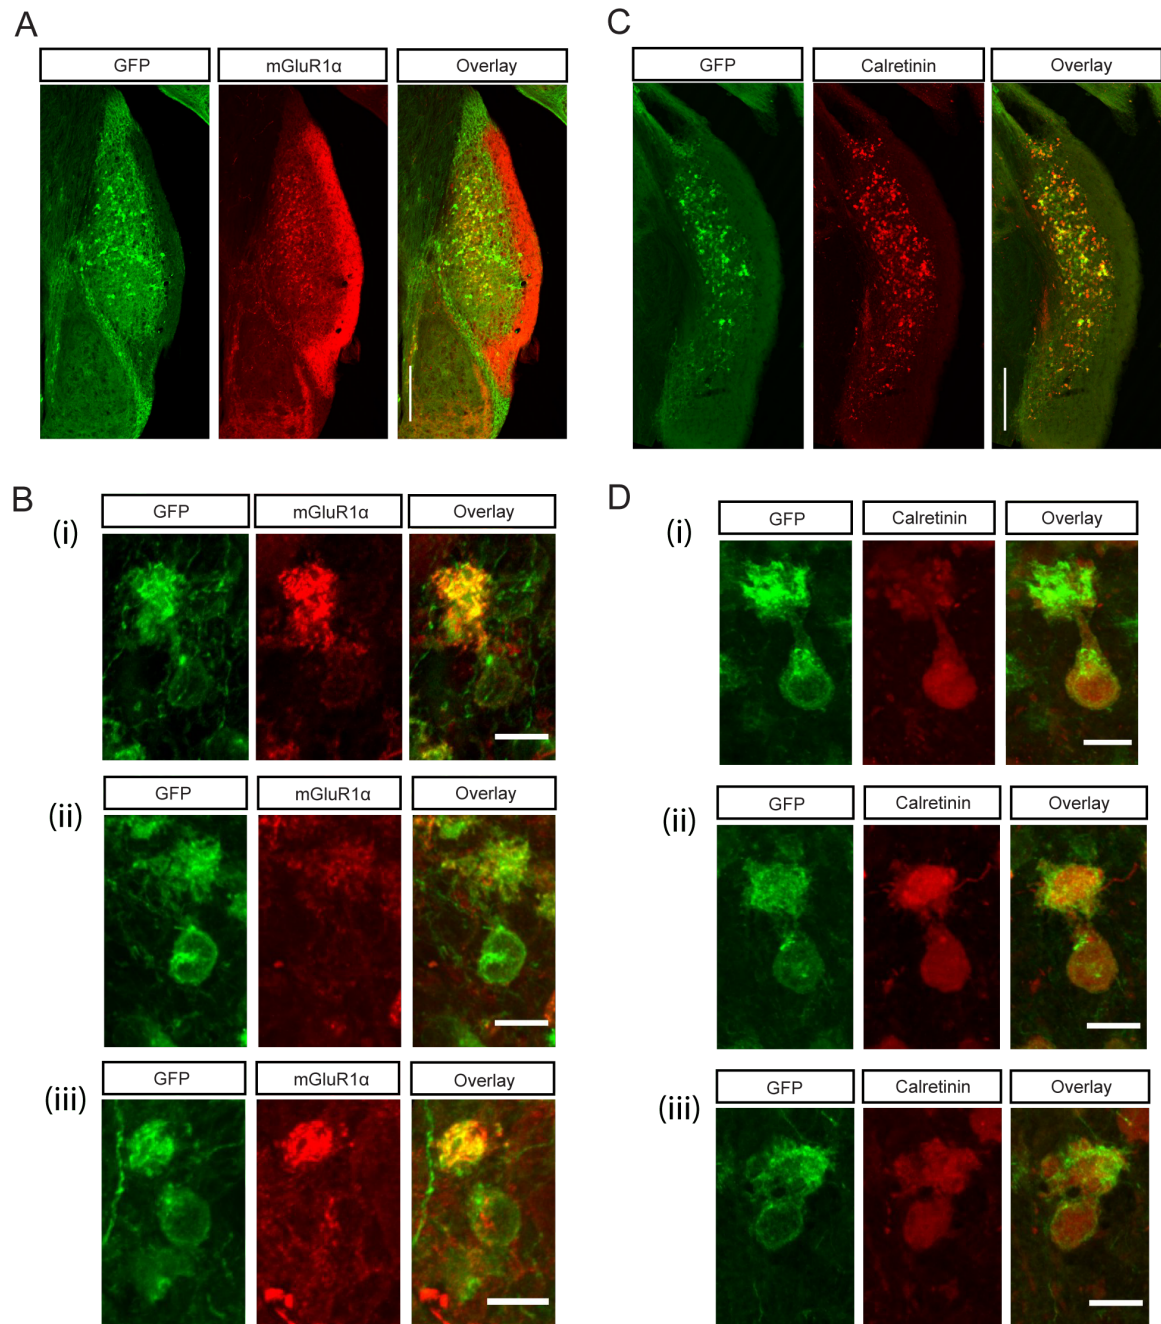 A
GFP mGluR1α Overlay
C
GFP Calretinin Overlay
B
(i)
GFP mGluR1α Overlay
(ii)
GFP mGluR1α Overlay
(iii)
GFP mGluR1α Overlay
D
(i)
GFP Calretinin Overlay
(ii)
GFP Calretinin Overlay
(iii)
GFP Calretinin Overlay